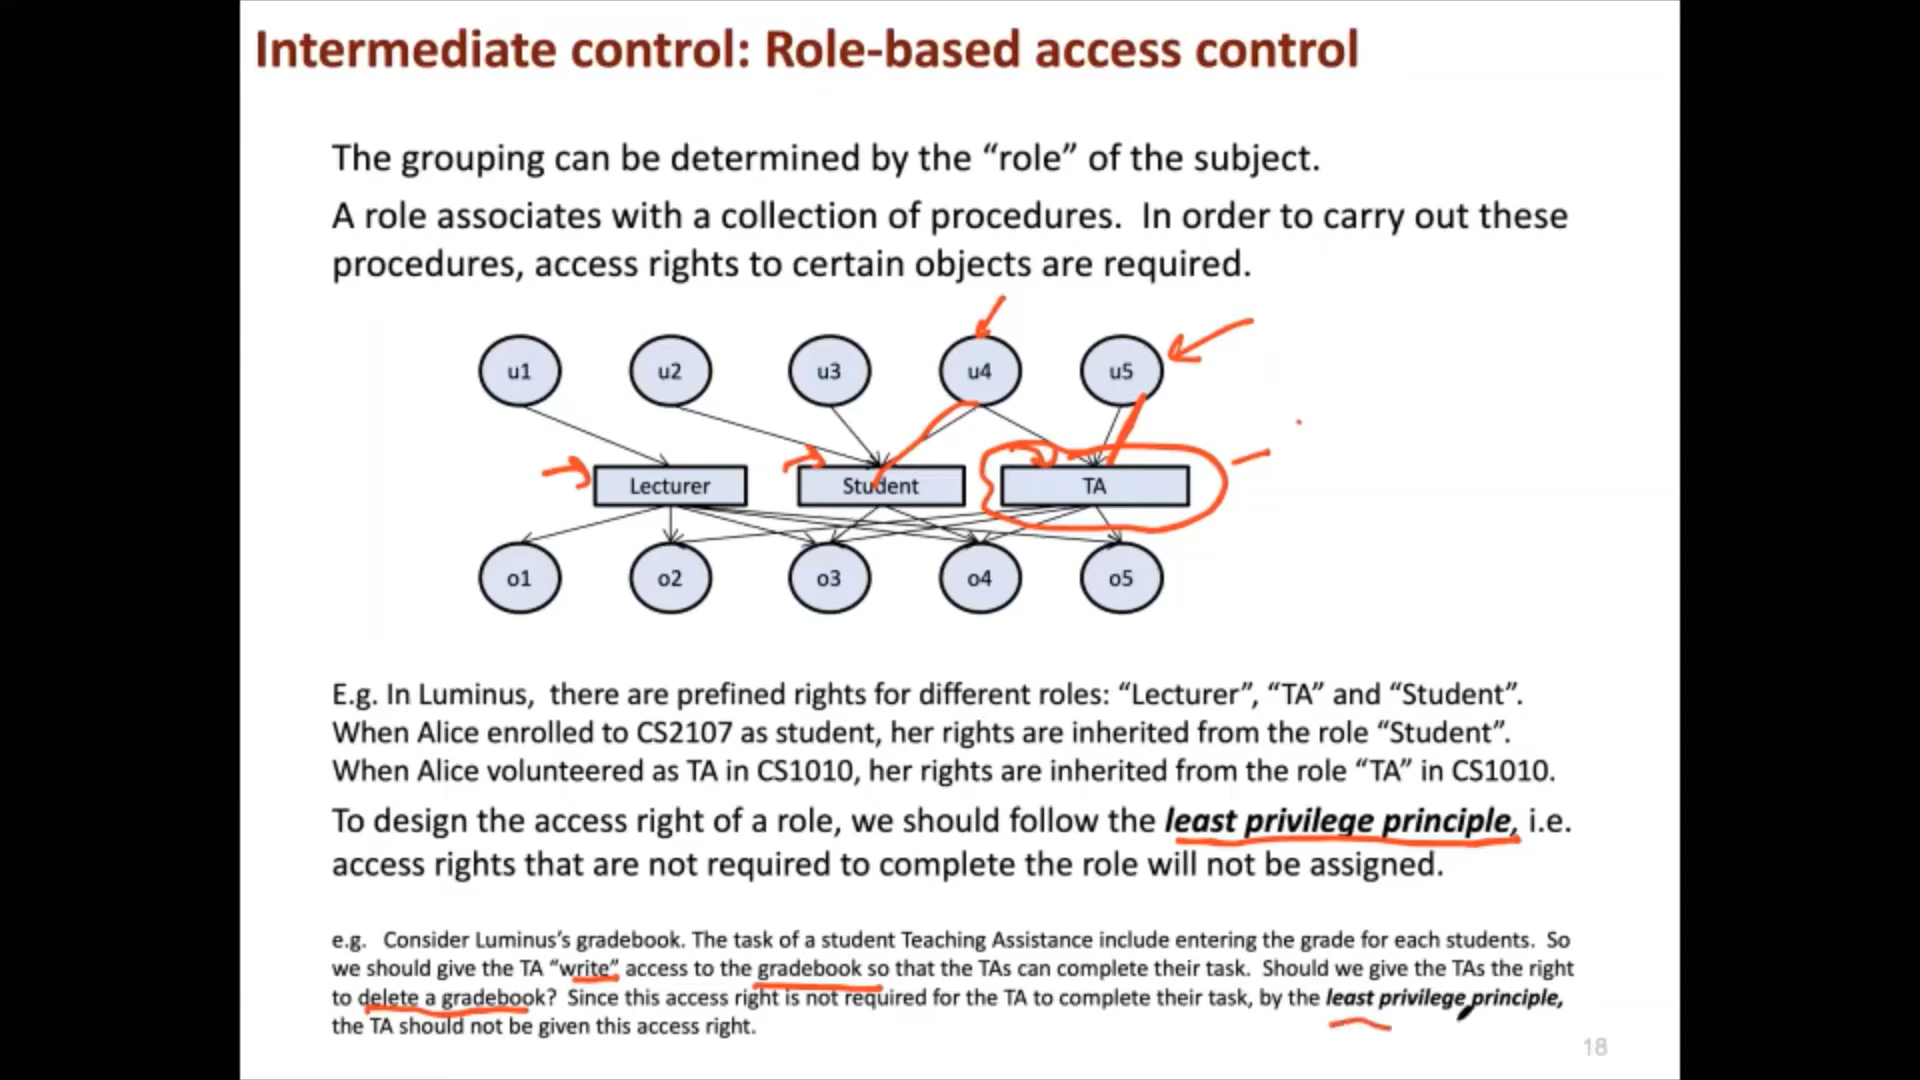 Intermediate control: Role-based access control
The grouping can be determined by the “role” of the subject.
A role associates with a collection of procedures. In order to carry out these
procedures, access rights to certain objects are required.
u1 u2 u3 u4 u5
Lecturer Student TA
o1 o2 o3 o4 o5
E.g. In Luminus, there are prefined rights for different roles: “Lecturer”, “TA” and “Student”.
When Alice enrolled to CS2107 as student, her rights are inherited from the role “Student”.
When Alice volunteered as TA in CS1010, her rights are inherited from the role “TA” in CS1010.
To design the access right of a role, we should follow the least privilege principle, i.e.
access rights that are not required to complete the role will not be assigned.
e.g. Consider Luminus’s gradebook. The task of a student Teaching Assistance include entering the grade for each students. So
we should give the TA “write” access to the gradebook so that the TAs can complete their task. Should we give the TAs the right
to delete a gradebook? Since this access right is not required for the TA to complete their task, by the least privilege principle,
the TA should not be given this access right.
18